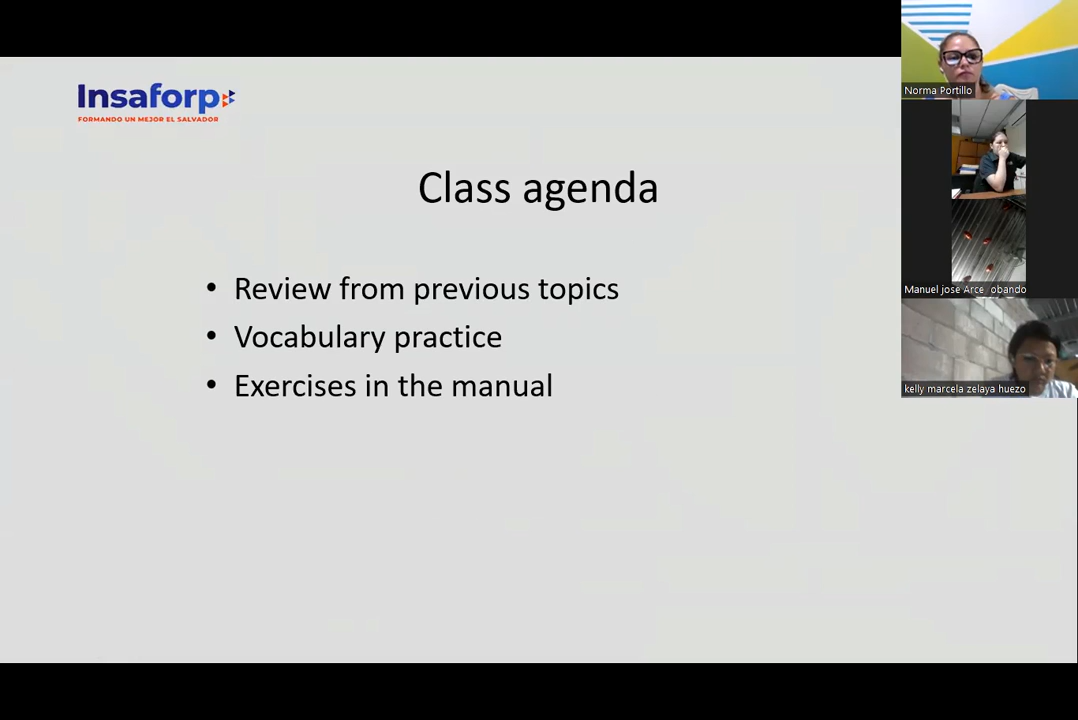 Insaforp
FORMANDO UN MEJOR EL SALVADOR
Class agenda
• Review from previous topics
• Vocabulary practice
• Exercises in the manual
Norma Portillo
Manuel jose Arce obando
kelly marcela zelaya huezo